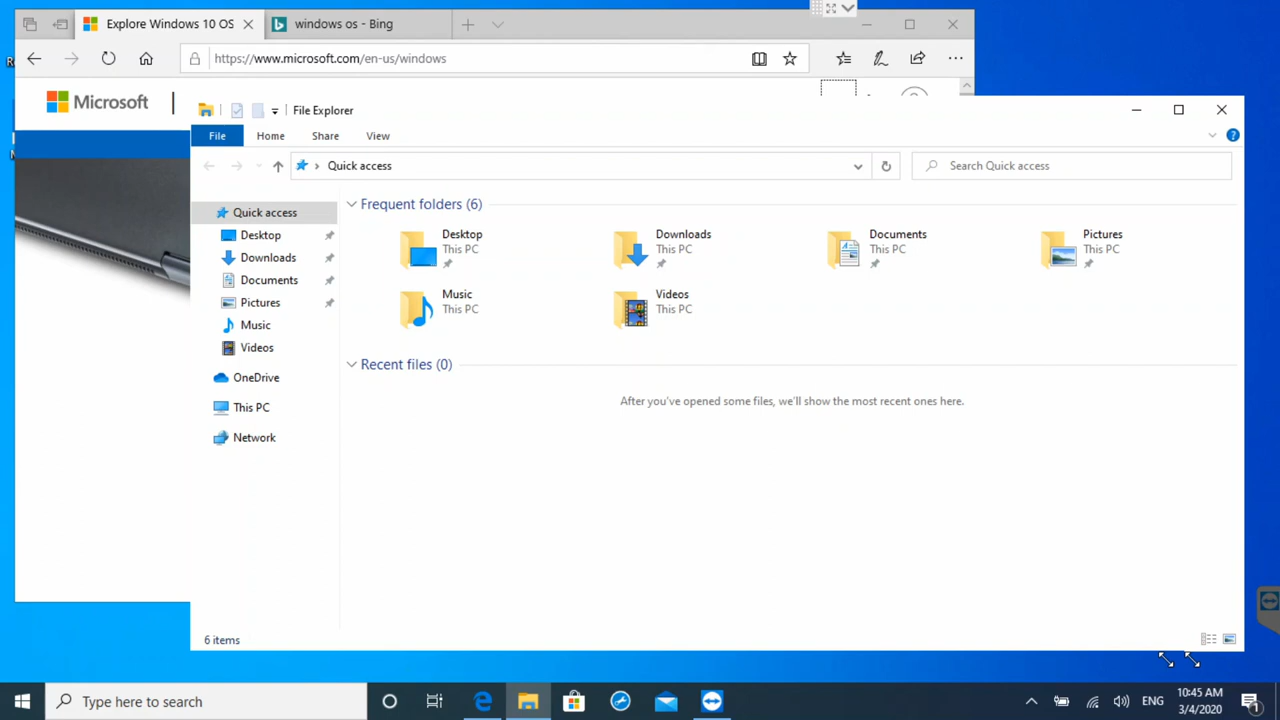 Explore Windows 10 OS
windows os - Bing
https://www.microsoft.com/en-us/windows
Microsoft
File Explorer
File
Home
Share
View
Quick access
Search Quick access
Quick access
Desktop
Downloads
Documents
Pictures
Music
Videos
OneDrive
This PC
Network
Frequent folders (6)
Desktop
This PC
Downloads
This PC
Documents
This PC
Pictures
This PC
Music
This PC
Videos
This PC
Recent files (0)
After you've opened some files, we'll show the most recent ones here.
6 items
Type here to search
ENG
10:45 AM
3/4/2020
1